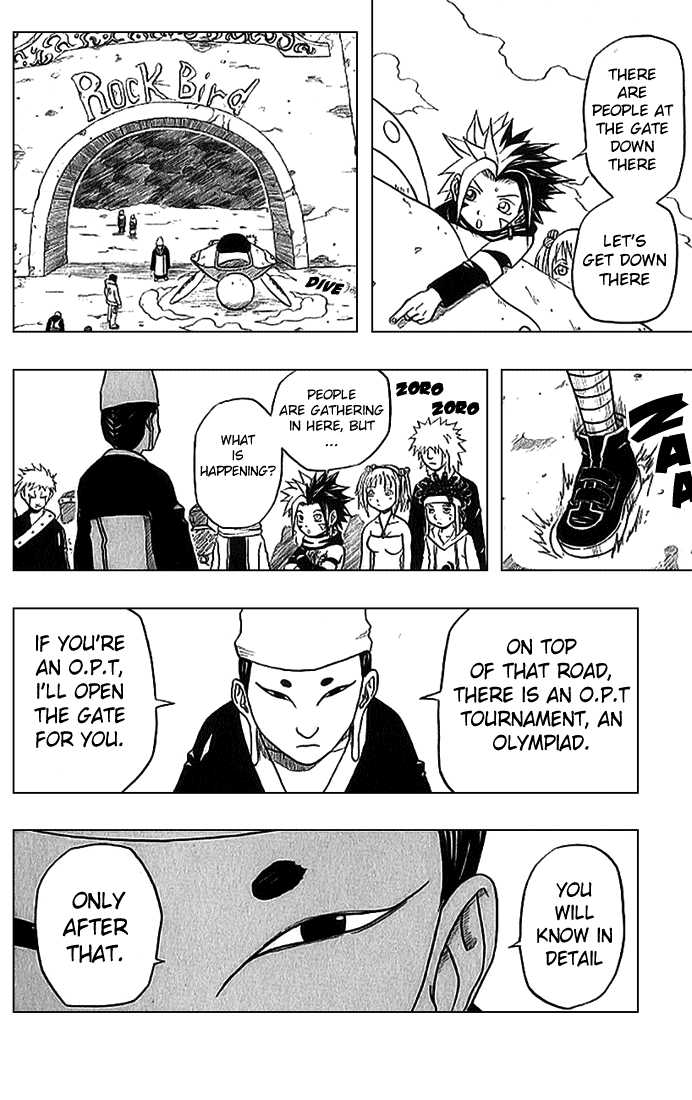 THERE
ARE
PEOPLE AT
THE GATE
DOWN
THERE
LET'S
GET DOWN
THERE
Rock Bird
DIVE
ZAA
ZORO
ZORO
PEOPLE
ARE GATHERING
IN HERE, BUT
...
WHAT
IS
HAPPENING?
ON TOP
OF THAT ROAD,
THERE IS AN O.P.T
TOURNAMENT, AN
OLYMPIAD.
IF YOU'RE
AN O.P.T,
I'LL OPEN
THE GATE
FOR YOU.
YOU
WILL
KNOW IN
DETAIL
ONLY
AFTER
THAT.